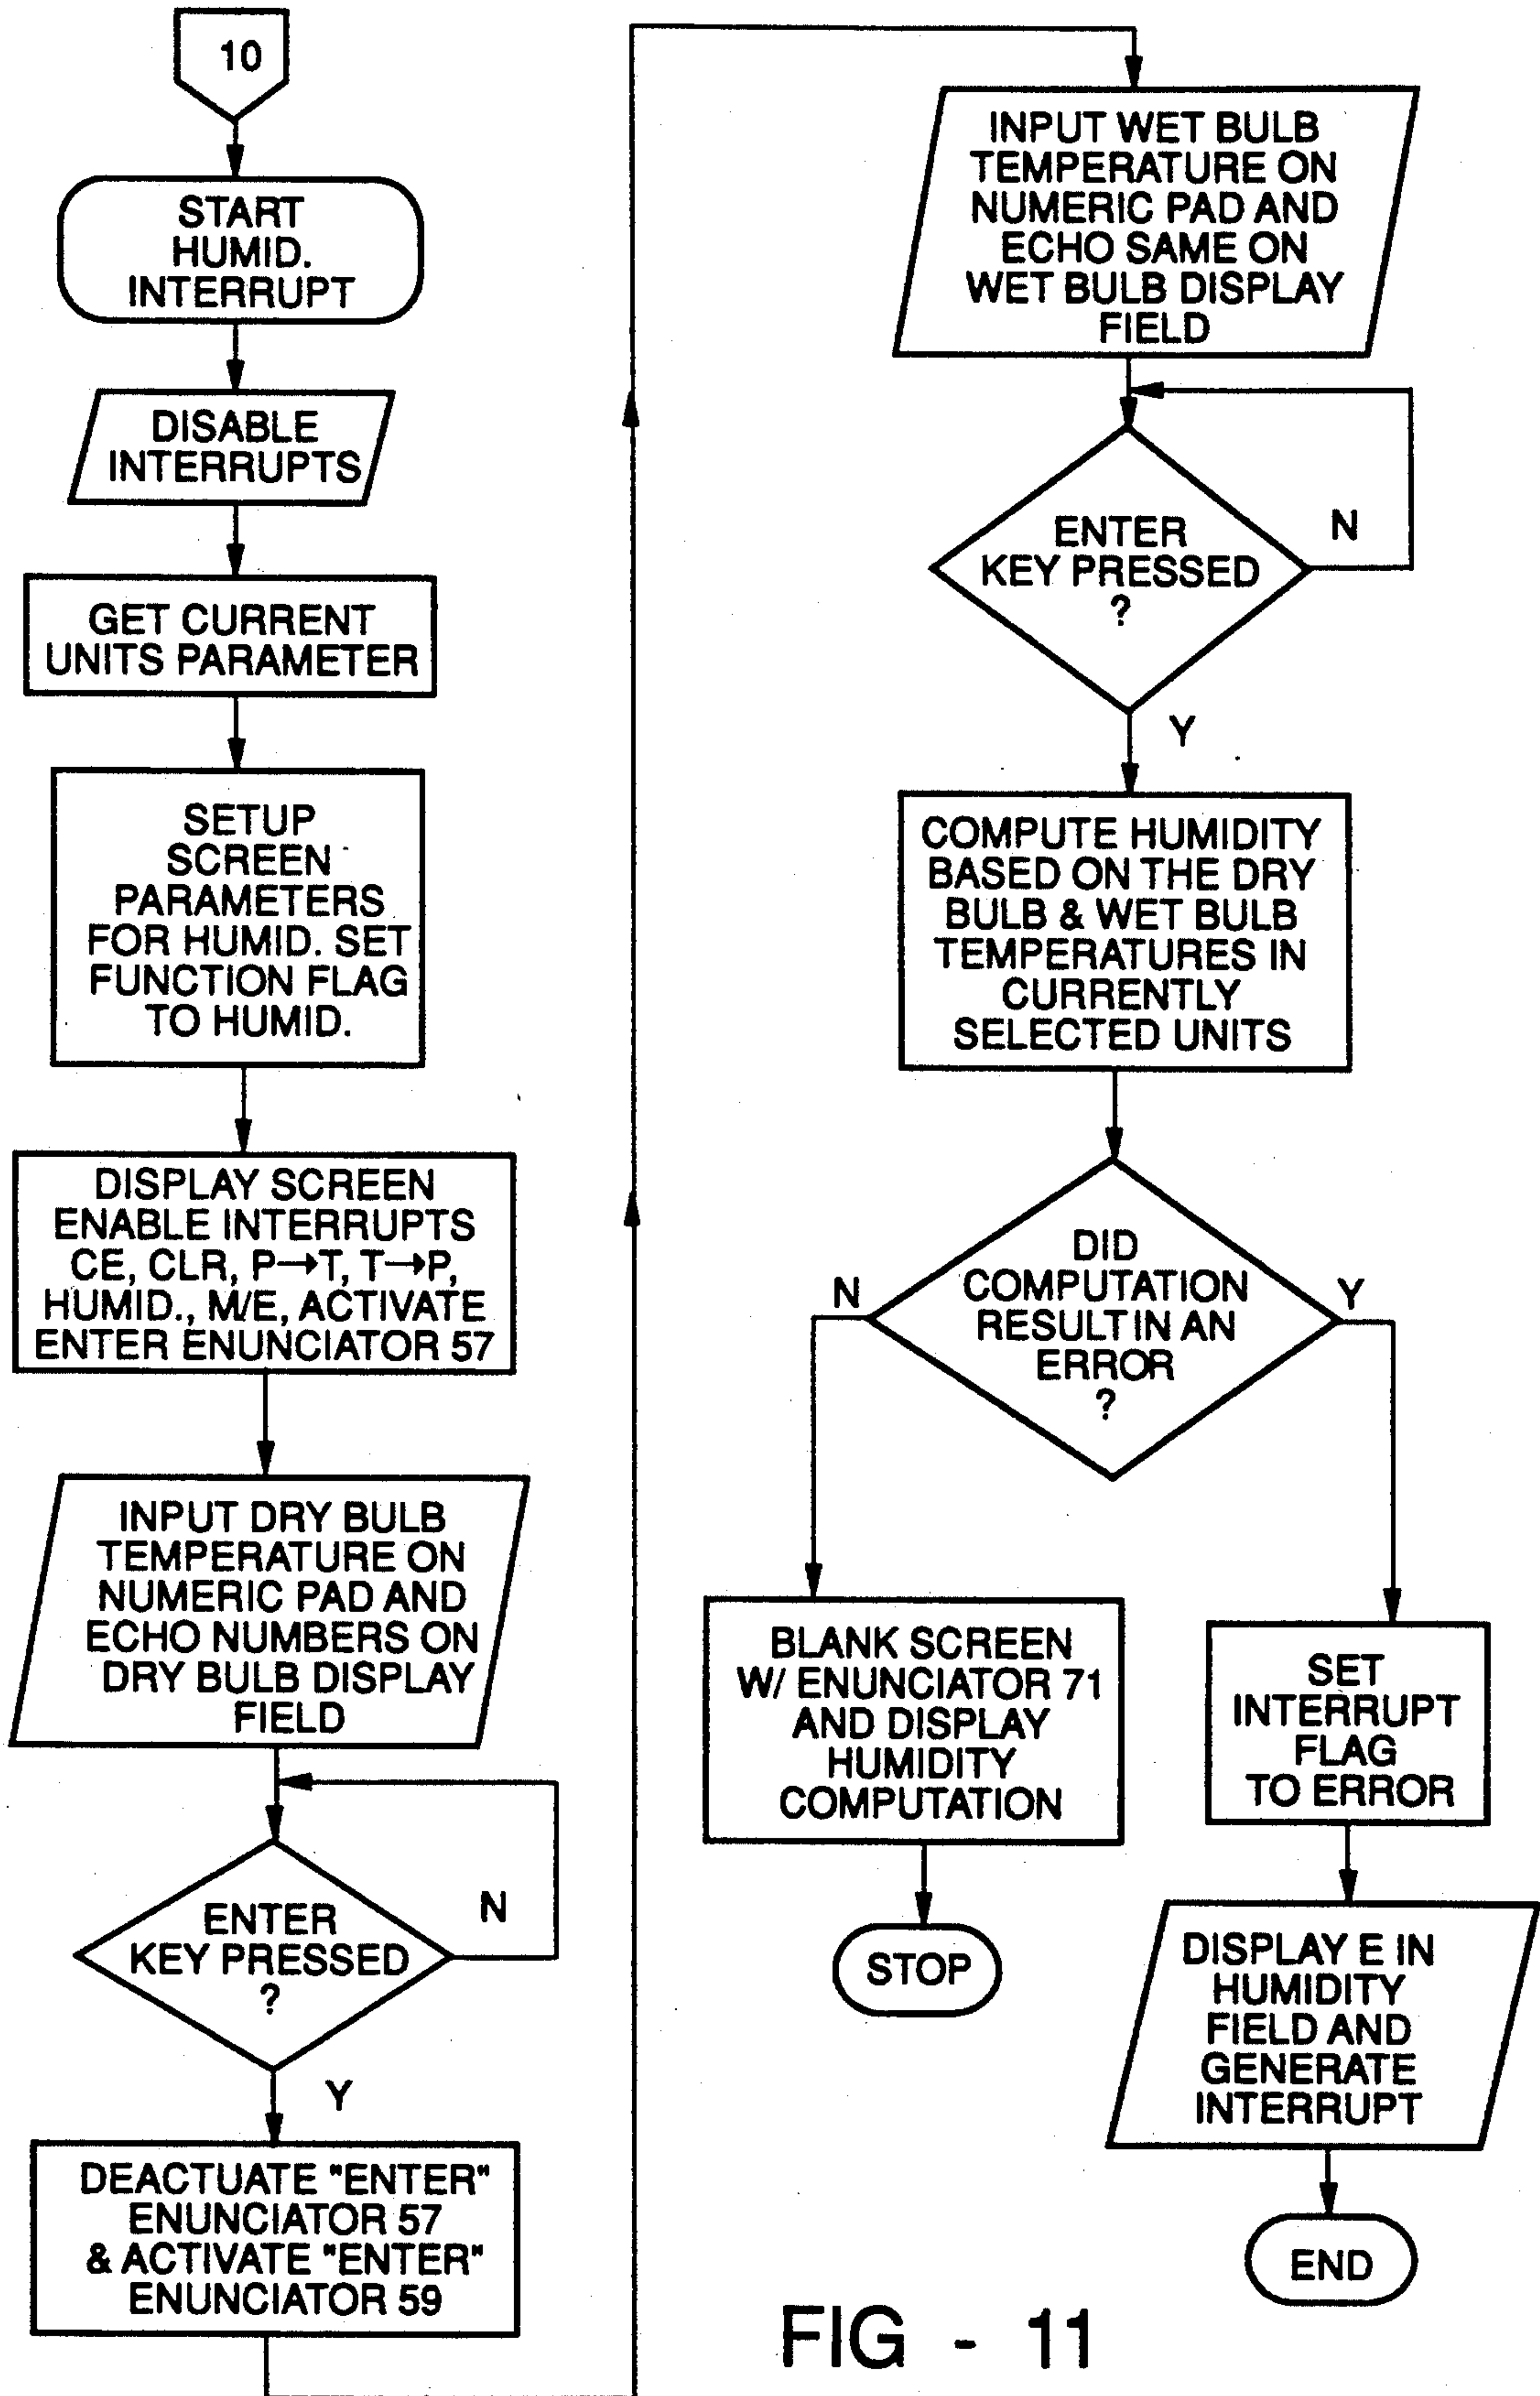 10
START
HUMID.
INTERRUPT
DISABLE
INTERRUPTS
GET CURRENT
UNITS PARAMETER
SETUP
SCREEN
PARAMETERS
FOR HUMID. SET
FUNCTION FLAG
TO HUMID.
DISPLAY SCREEN
ENABLE INTERRUPTS
CE, CLR, P→T, T→P,
HUMID., M/E, ACTIVATE
ENTER ENUNCIATOR 57
INPUT DRY BULB
TEMPERATURE ON
NUMERIC PAD AND
ECHO NUMBERS ON
DRY BULB DISPLAY
FIELD
ENTER
KEY PRESSED
?
N
Y
DEACTUATE "ENTER"
ENUNCIATOR 57
& ACTIVATE "ENTER"
ENUNCIATOR 59
INPUT WET BULB
TEMPERATURE ON
NUMERIC PAD AND
ECHO SAME ON
WET BULB DISPLAY
FIELD
ENTER
KEY PRESSED
?
N
Y
COMPUTE HUMIDITY
BASED ON THE DRY
BULB & WET BULB
TEMPERATURES IN
CURRENTLY
SELECTED UNITS
DID
COMPUTATION
RESULT IN AN
ERROR
?
N
Y
BLANK SCREEN
W/ ENUNCIATOR 71
AND DISPLAY
HUMIDITY
COMPUTATION
STOP
SET
INTERRUPT
FLAG
TO ERROR
DISPLAY E IN
HUMIDITY
FIELD AND
GENERATE
INTERRUPT
END
FIG - 11